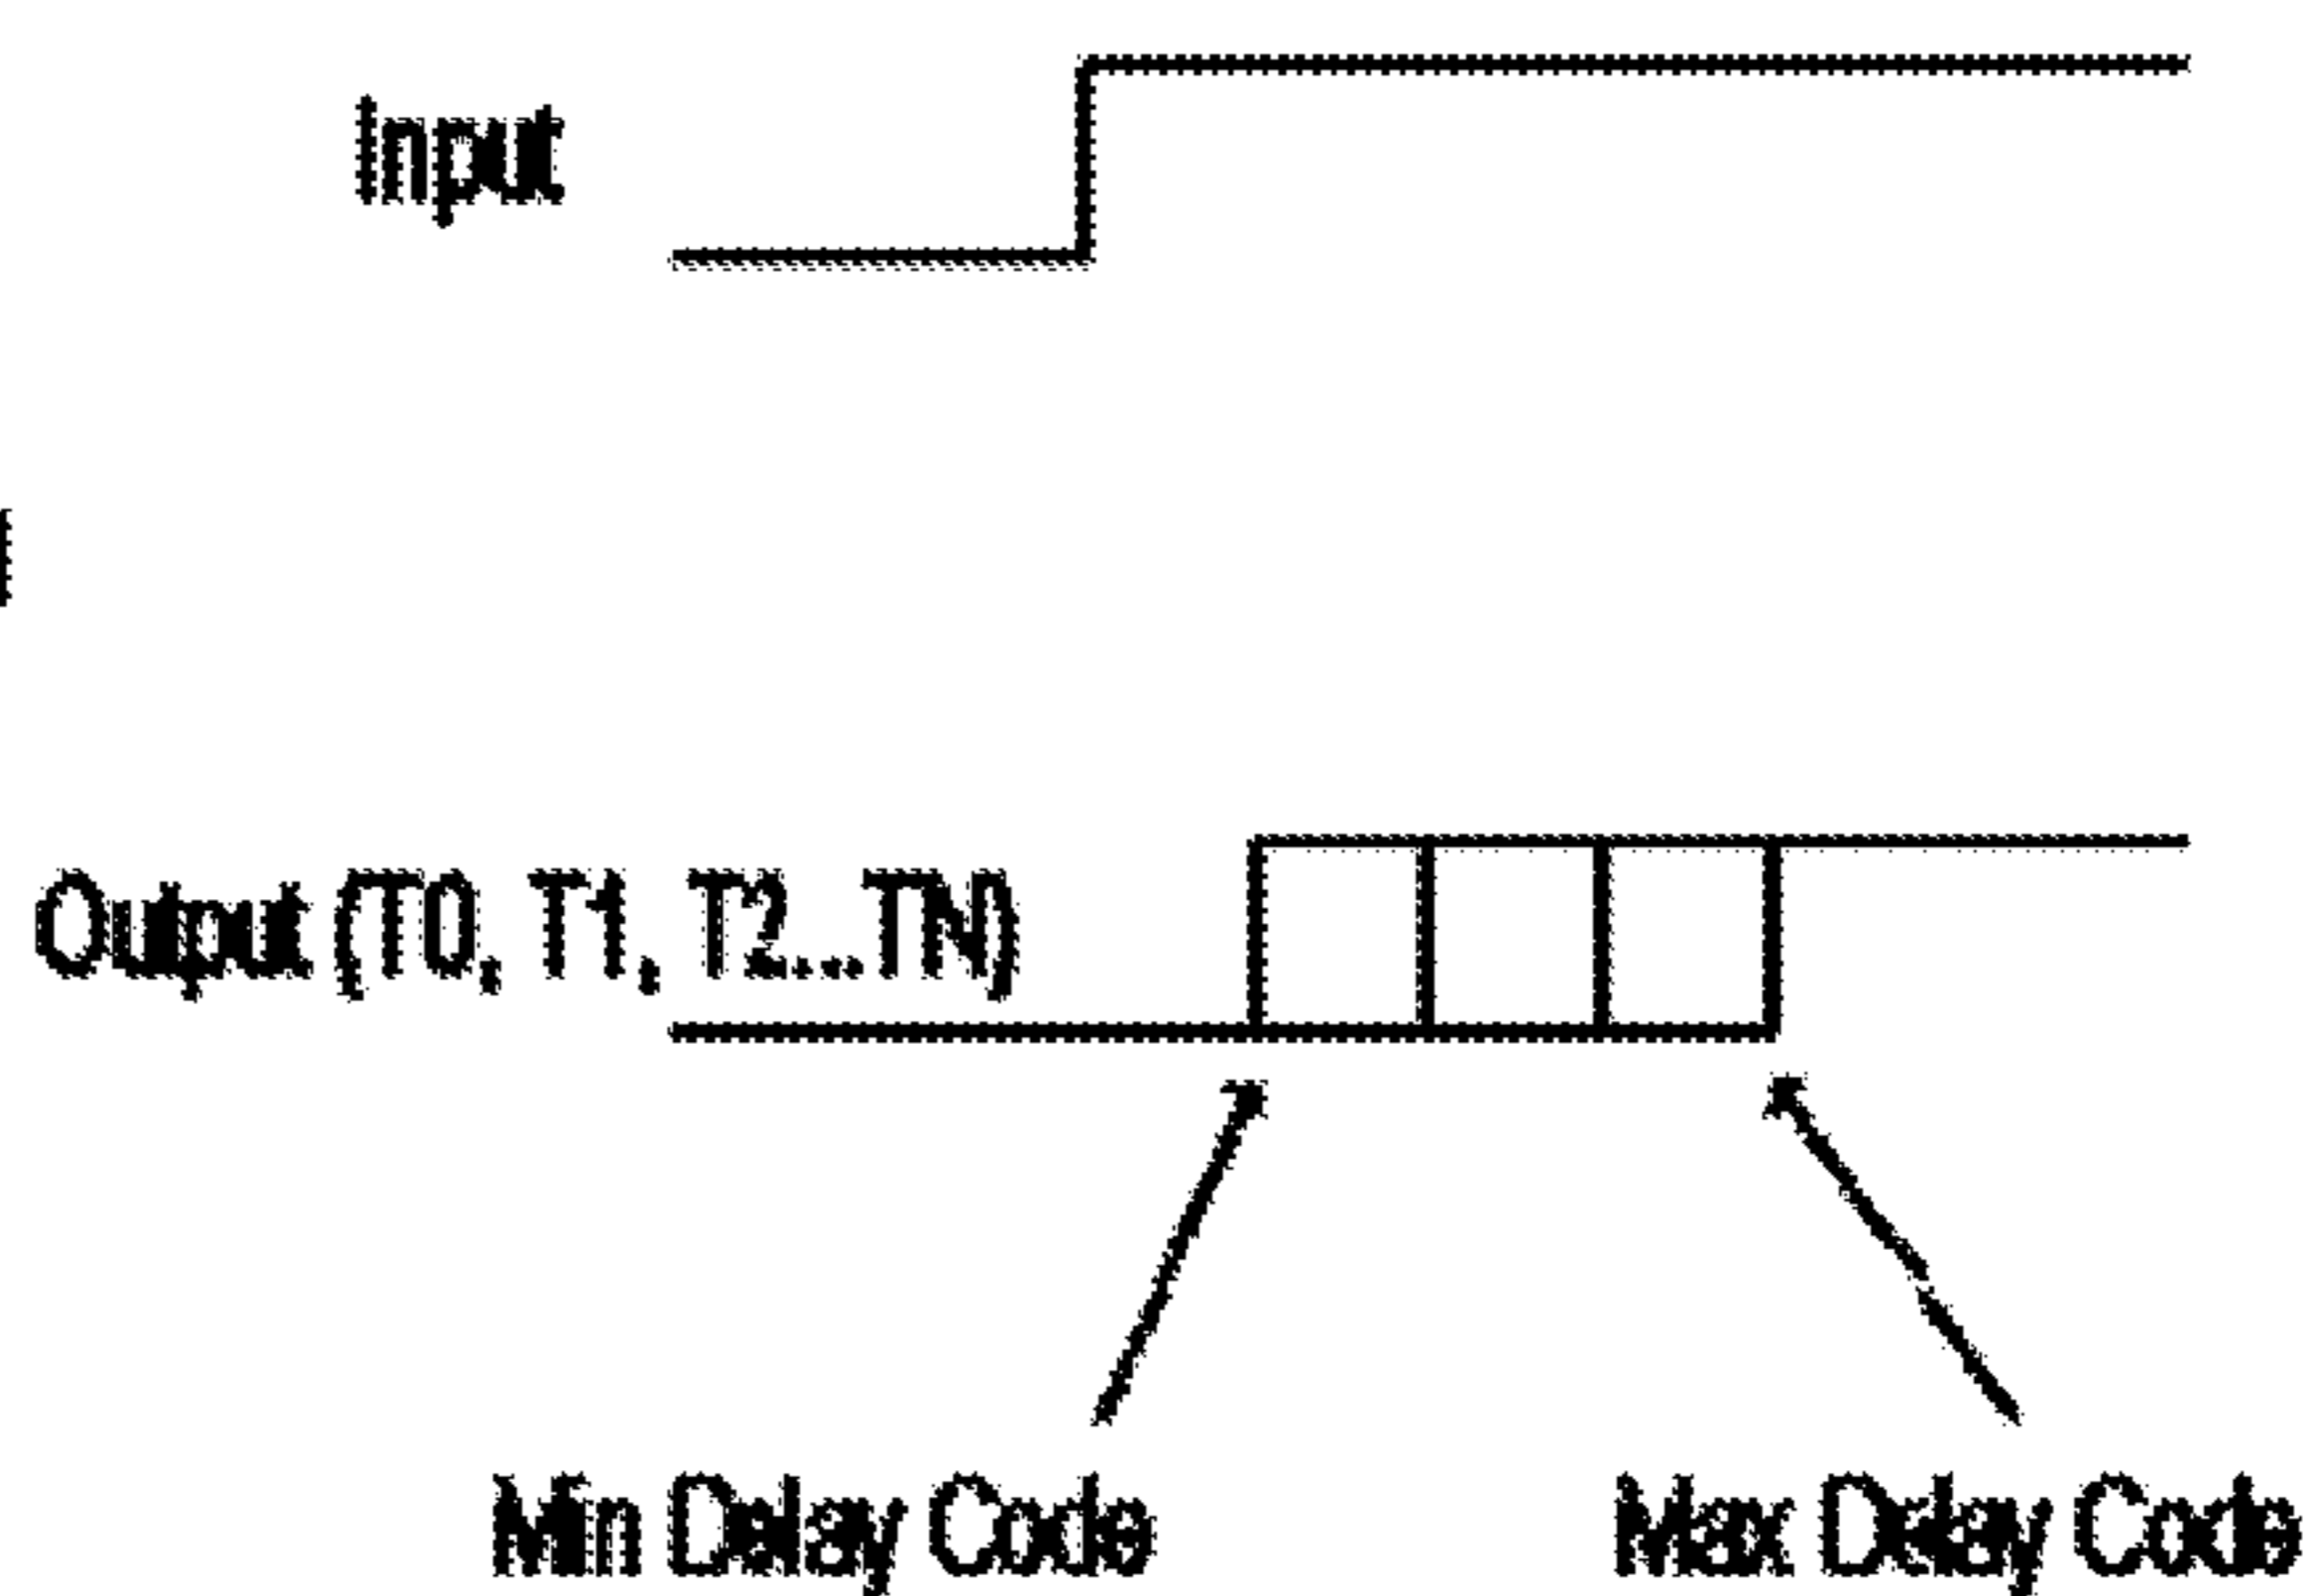 Input
Output (T0, T1, T2,..,TN)
Min Delay Code
Max Delay Code